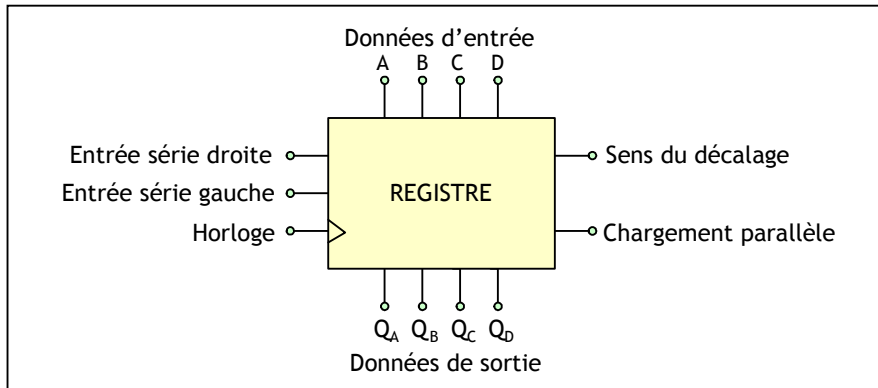 Données d’entrée
A B C D
Entrée série droite
Sens du décalage
Entrée série gauche
REGISTRE
Horloge
Chargement parallèle
QA QB QC QD
Données de sortie